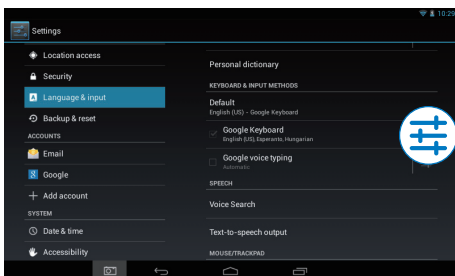 10:29
Settings
Location access
Security
Language & input
Backup & reset
ACCOUNTS
Email
Google
Add account
SYSTEM
Date & time
Accessibility
Personal dictionary
KEYBOARD & INPUT METHODS
Default
English (US) - Google Keyboard
Google Keyboard
English (US), Esperanto, Hungarian
Google voice typing
Automatic
SPEECH
Voice Search
Text-to-speech output
MOUSE/TRACKPAD